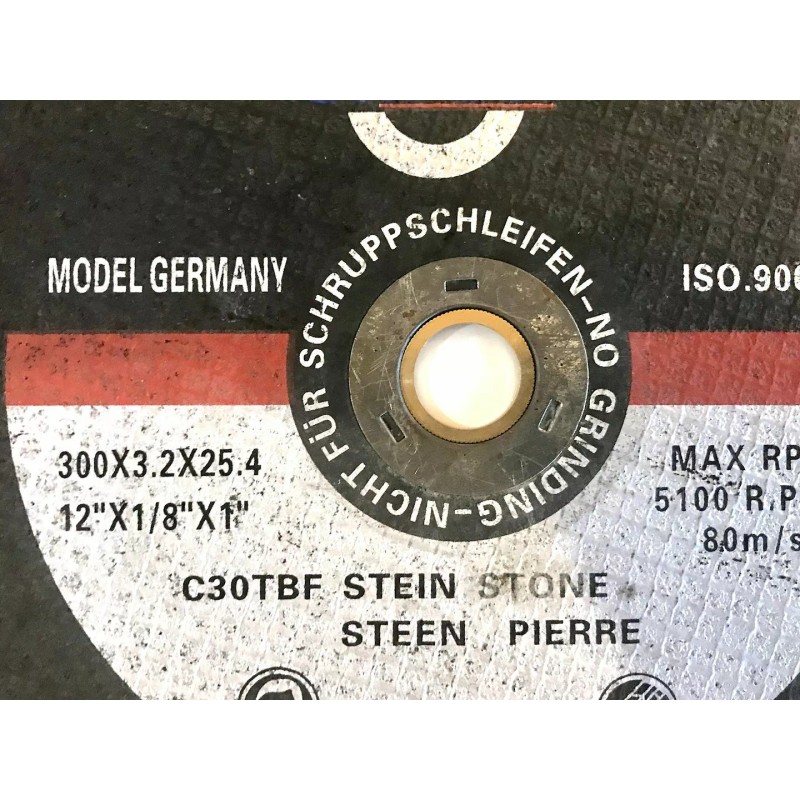 MODEL GERMANY
ISO.900
NICHT FÜR SCHRUPPSCHLEIFEN-NO GRINDING-
300X3.2X25.4
12"X1/8"X1"
MAX RP
5100 R.P
80m/s
C30TBF STEIN STONE
STEEN PIERRE